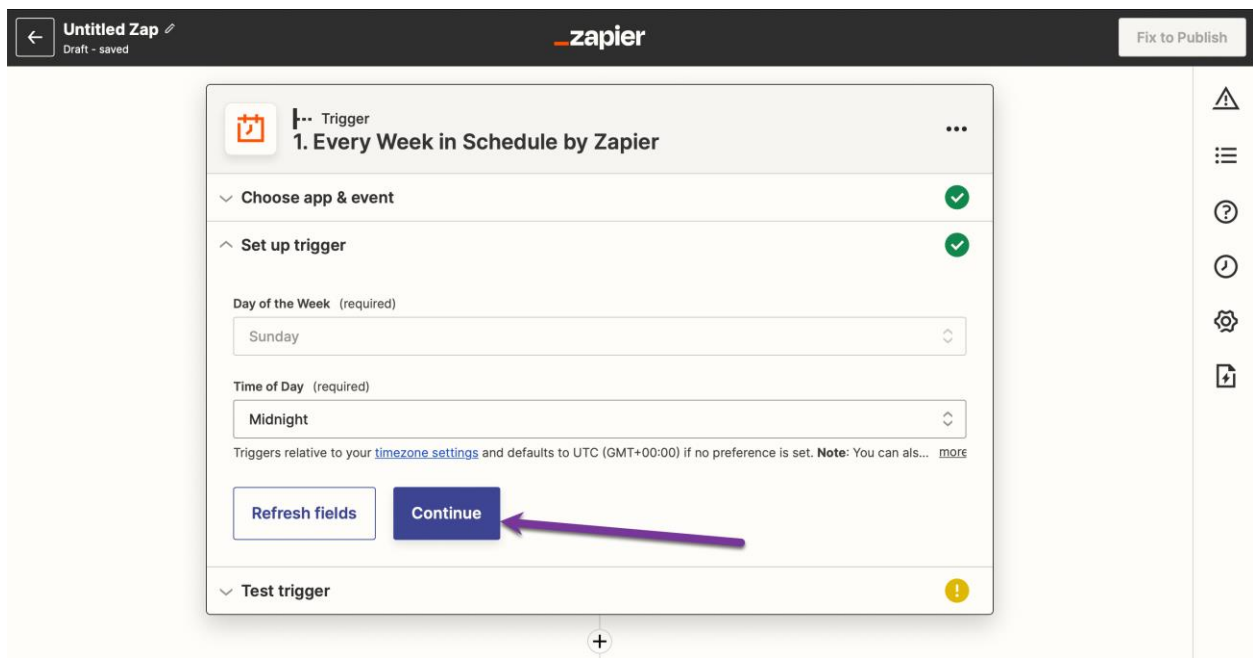 Untitled Zap
Draft - saved
_zapier
Fix to Publish
Trigger
1. Every Week in Schedule by Zapier
Choose app & event
Set up trigger
Day of the Week (required)
Sunday
Time of Day (required)
Midnight
Triggers relative to your timezone settings and defaults to UTC (GMT+00:00) if no preference is set. Note: You can als... more
Refresh fields
Continue
Test trigger